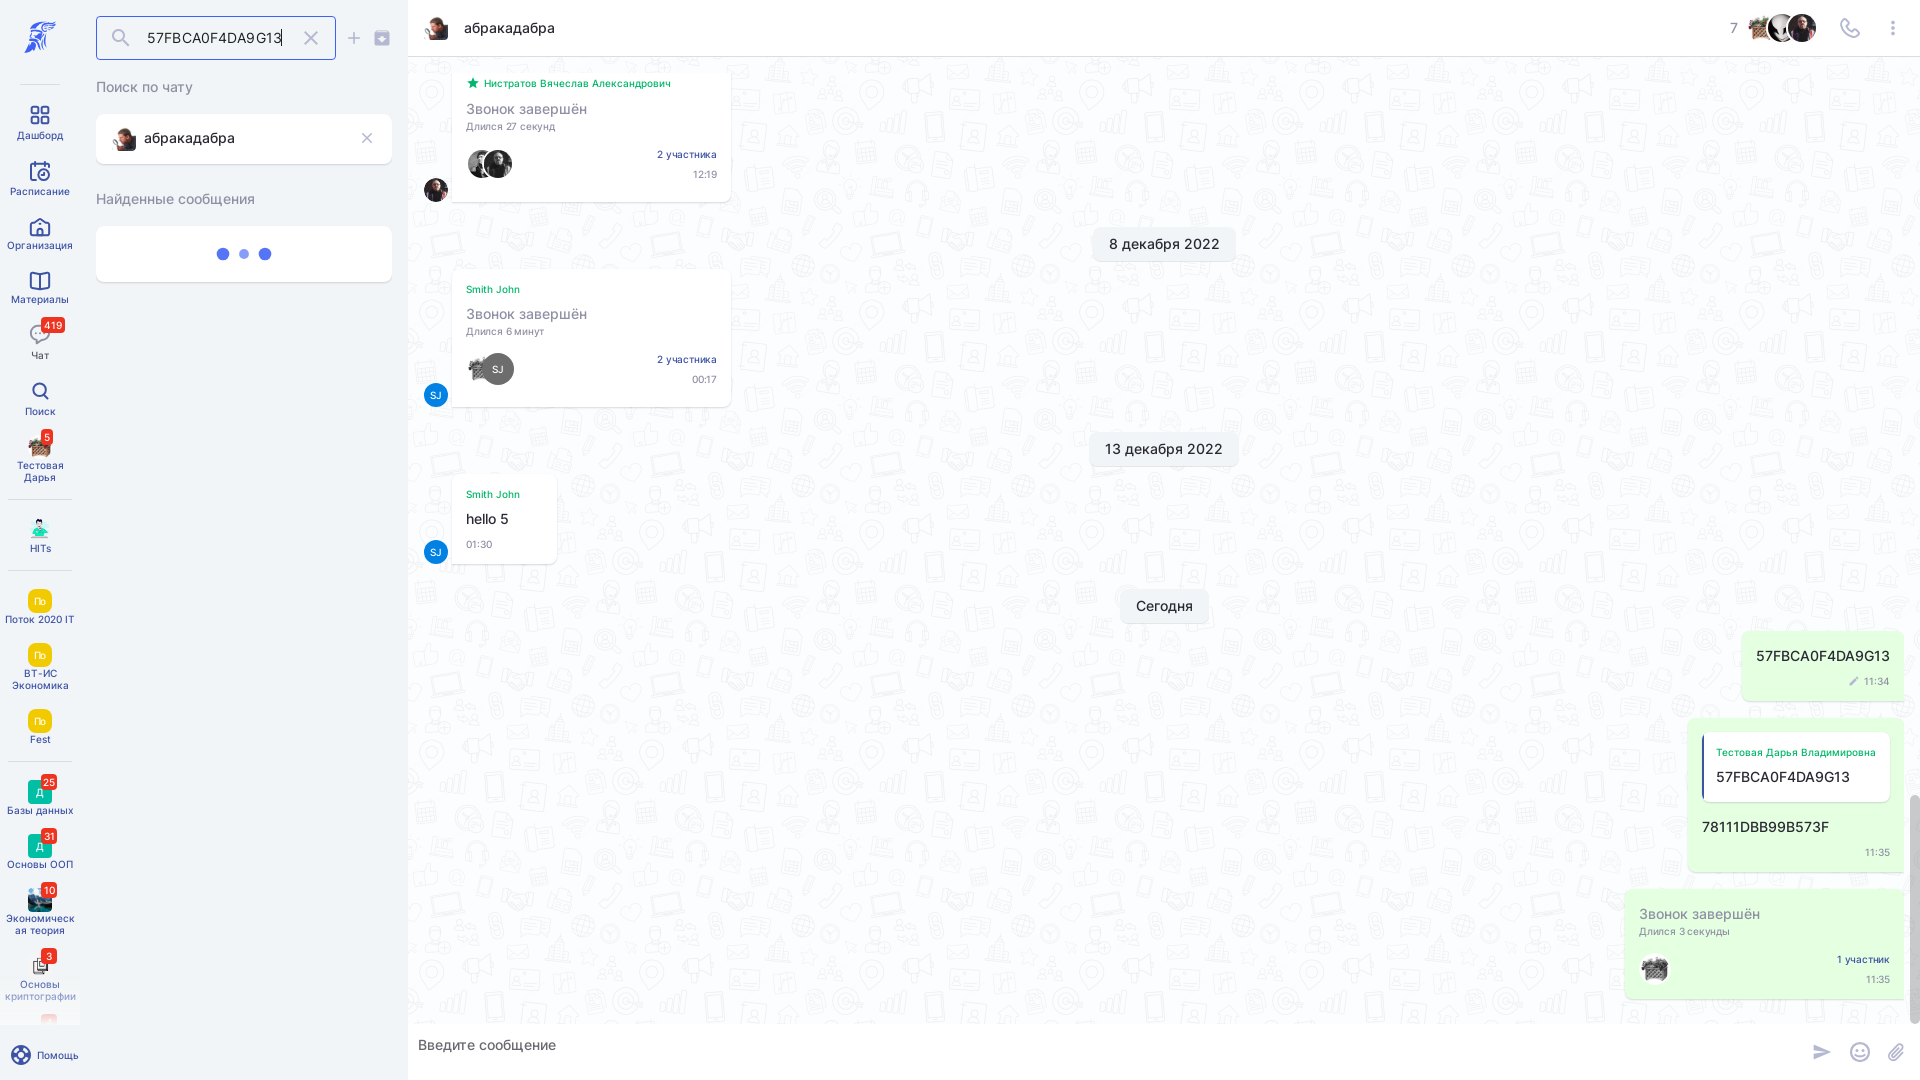 57FBCA0F4DA9G13
Поиск по чату
абракадабра
Найденные сообщения
Дашборд
Расписание
Организация
Материалы
419
Чат
Поиск
5
Тестовая
Дарья
HITs
По
Поток 2020 IT
По
ВТ-ИС
Экономика
По
Fest
25
Д
Базы данных
31
Д
Основы ООП
10
Экономическ
ая теория
3
Основы
криптографии
Помощь
абракадабра
7
Нистратов Вячеслав Александрович
Звонок завершён
Длился 27 секунд
2 участника
12:19
8 декабря 2022
Smith John
Звонок завершён
Длился 6 минут
SJ
2 участника
00:17
SJ
13 декабря 2022
Smith John
hello 5
01:30
SJ
Сегодня
57FBCA0F4DA9G13
11:34
Тестовая Дарья Владимировна
57FBCA0F4DA9G13
78111DBB99B573F
11:35
Звонок завершён
Длился 3 секунды
1 участник
11:35
Введите сообщение